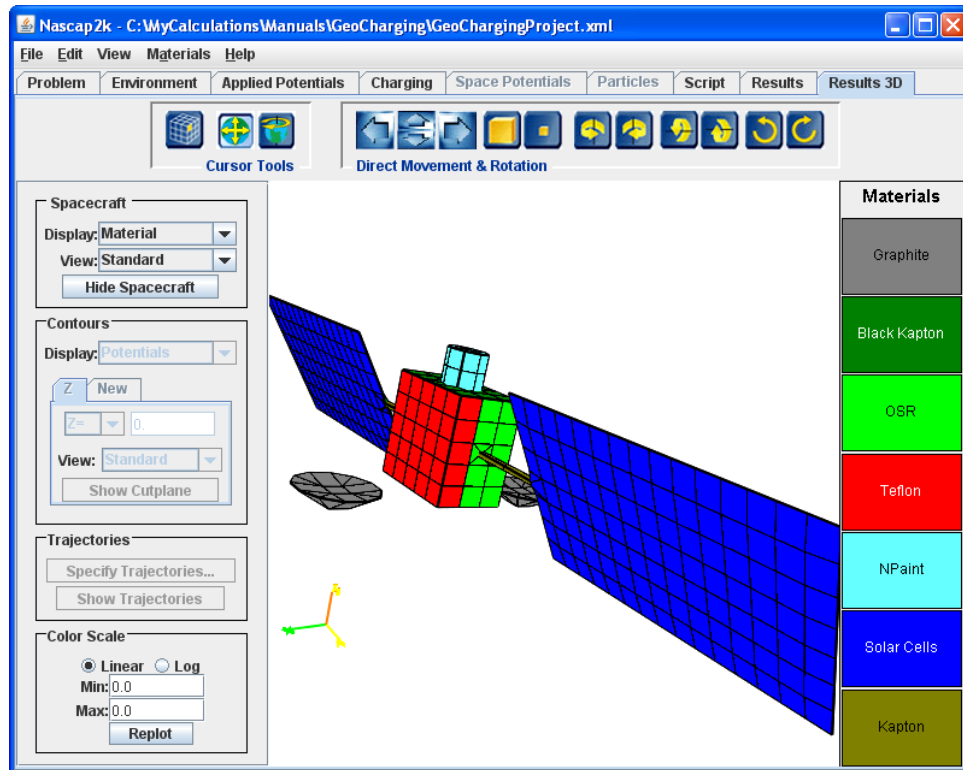 Nascap2k - C:\MyCalculations\Manuals\GeoCharging\GeoChargingProject.xml
File Edit View Materials Help
Problem Environment Applied Potentials Charging Space Potentials Particles Script Results Results 3D
Cursor Tools
Direct Movement & Rotation
Spacecraft
Display: Material
View: Standard
Hide Spacecraft
Contours
Display: Potentials
Z New
Z= 0.
View: Standard
Show Cutplane
Trajectories
Specify Trajectories...
Show Trajectories
Color Scale
Linear Log
Min: 0.0
Max: 0.0
Replot
Materials
Graphite
Black Kapton
OSR
Teflon
NPaint
Solar Cells
Kapton